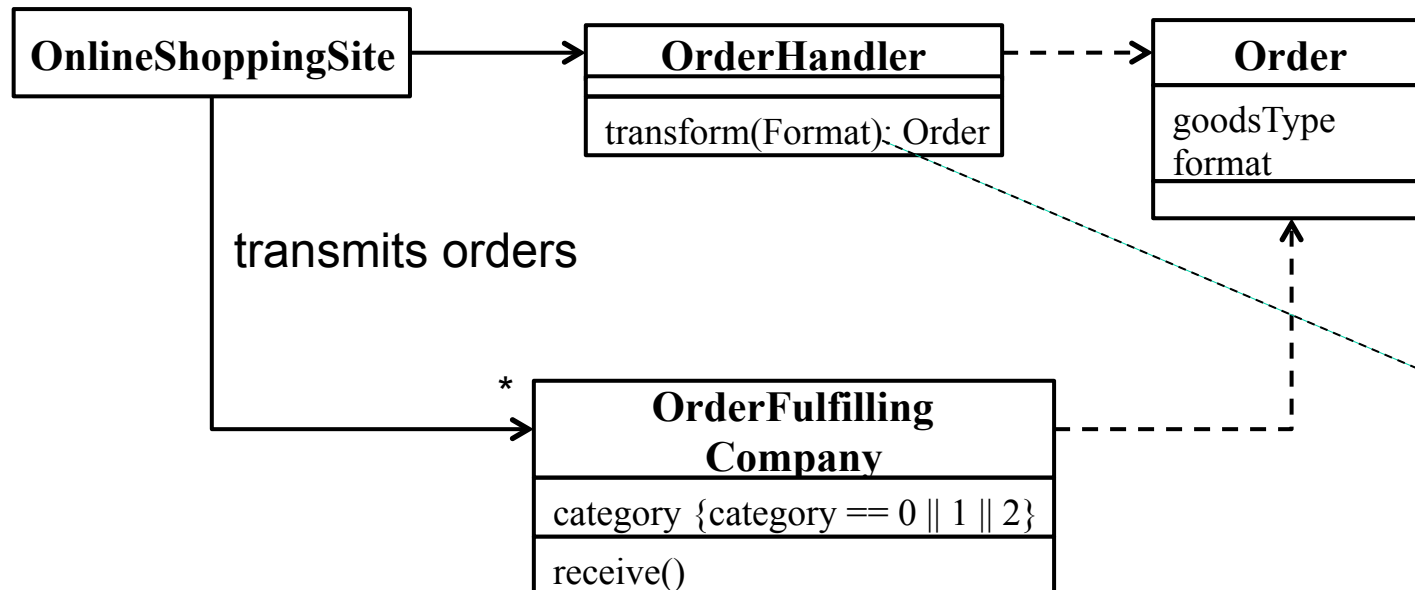 OnlineShoppingSite
OrderHandler
transform(Format): Order
Order
goodsType
format
transmits orders
*
OrderFulfilling
Company
category {category == 0 || 1 || 2}
receive()